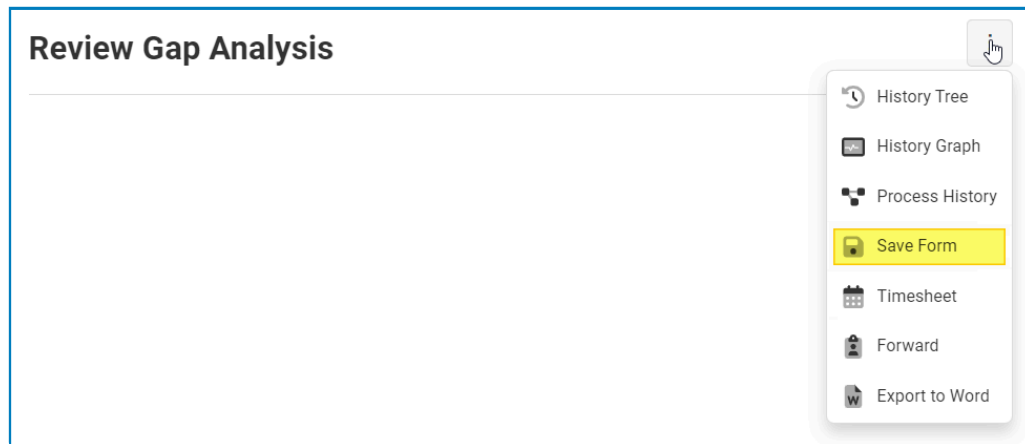 Review Gap Analysis
History Tree
History Graph
Process History
Save Form
Timesheet
Forward
Export to Word